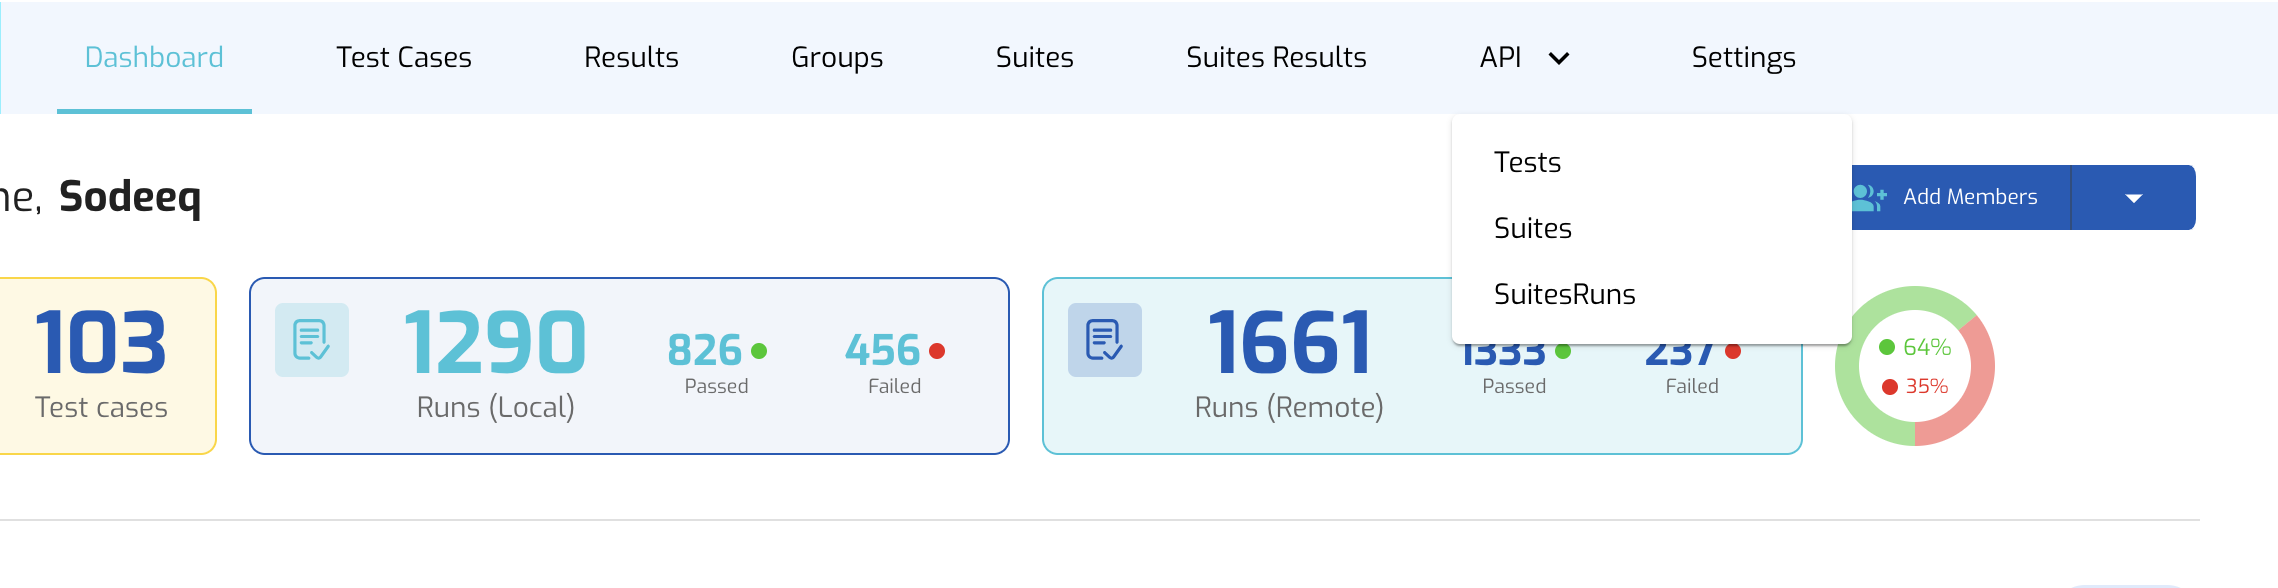 Dashboard Test Cases Results Groups Suites Suites Results API Settings
Tests
Suites
SuitesRuns
Sodeeq
Add Members
103
Test cases
1290
Runs (Local)
826
Passed
456
Failed
1661
Runs (Remote)
1333
Passed
237
Failed
64%
35%